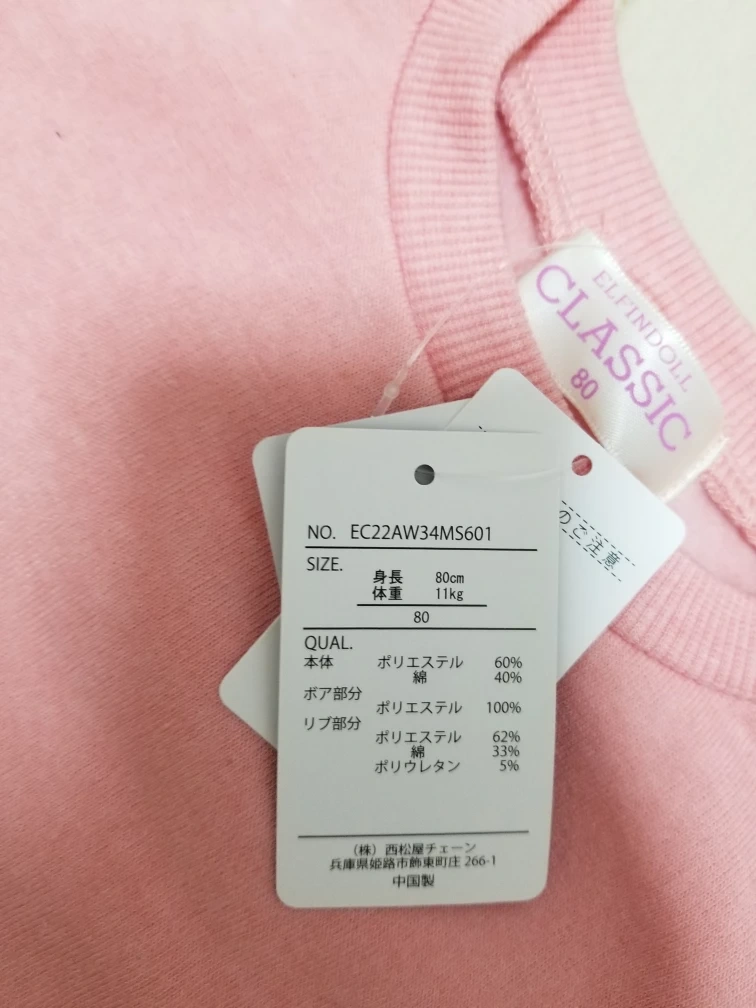 ELFINDOLL
CLASSIC
80
のご注意
NO. EC22AW34MS601
SIZE.
身長 80cm
体重 11kg
80
QUAL.
本体 ポリエステル 60%
綿 40%
ボア部分
ポリエステル 100%
リブ部分
ポリエステル 62%
綿 33%
ポリウレタン 5%
（株）西松屋チェーン
兵庫県姫路市飾東町庄 266-1
中国製